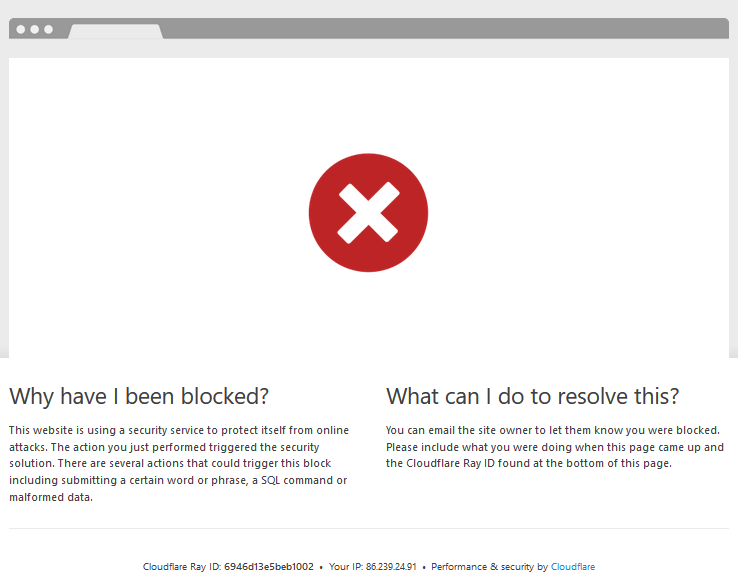 Why have I been blocked?
This website is using a security service to protect itself from online
attacks. The action you just performed triggered the security
solution. There are several actions that could trigger this block
including submitting a certain word or phrase, a SQL command or
malformed data.
What can I do to resolve this?
You can email the site owner to let them know you were blocked.
Please include what you were doing when this page came up and
the Cloudflare Ray ID found at the bottom of this page.
Cloudflare Ray ID: 6946d13e5beb1002 • Your IP: 86.239.24.91 • Performance & security by Cloudflare